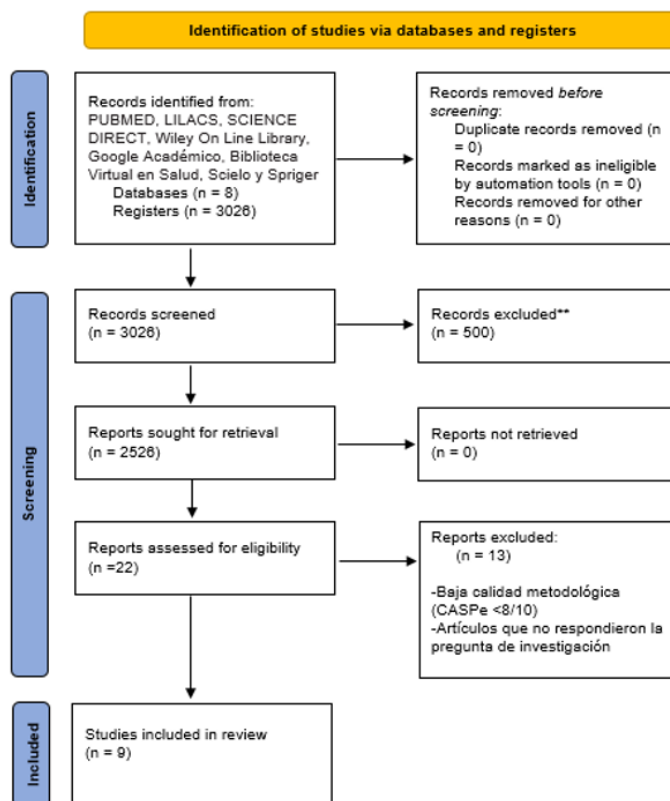 Identification of studies via databases and registers
Identification
Records identified from:
PUBMED, LILACS, SCIENCE
DIRECT, Wiley On Line Library,
Google Académico, Biblioteca
Virtual en Salud, Scielo y Spriger
Databases (n = 8)
Registers (n = 3026)
Records removed before
screening:
Duplicate records removed (n
= 0)
Records marked as ineligible
by automation tools (n = 0)
Records removed for other
reasons (n = 0)
Screening
Records screened
(n = 3026)
Records excluded**
(n = 500)
Reports sought for retrieval
(n = 2526)
Reports not retrieved
(n = 0)
Reports assessed for eligibility
(n =22)
Reports excluded:
(n = 13)
-Baja calidad metodológica
(CASPe <8/10)
-Artículos que no respondieron la
pregunta de investigación
Included
Studies included in review
(n = 9)